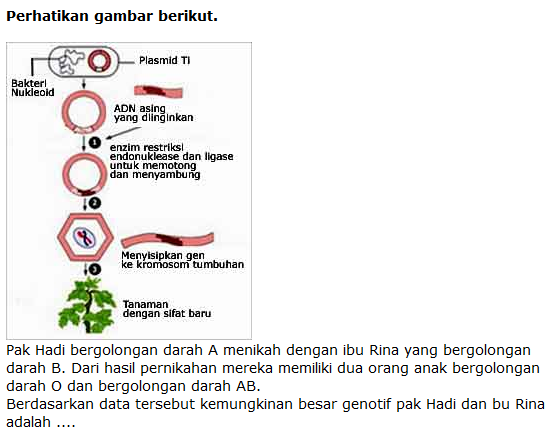 Perhatikan gambar berikut.
Plasmid Ti
Bakteri
Nukleoid
ADN asing
yang diinginkan
1
enzim restriksi
endonuklease dan ligase
untuk memotong
dan menyambung
2
Menyisipkan gen
ke kromosom tumbuhan
3
Tanaman
dengan sifat baru
Pak Hadi bergolongan darah A menikah dengan ibu Rina yang bergolongan
darah B. Dari hasil pernikahan mereka memiliki dua orang anak bergolongan
darah O dan bergolongan darah AB.
Berdasarkan data tersebut kemungkinan besar genotif pak Hadi dan bu Rina
adalah ....